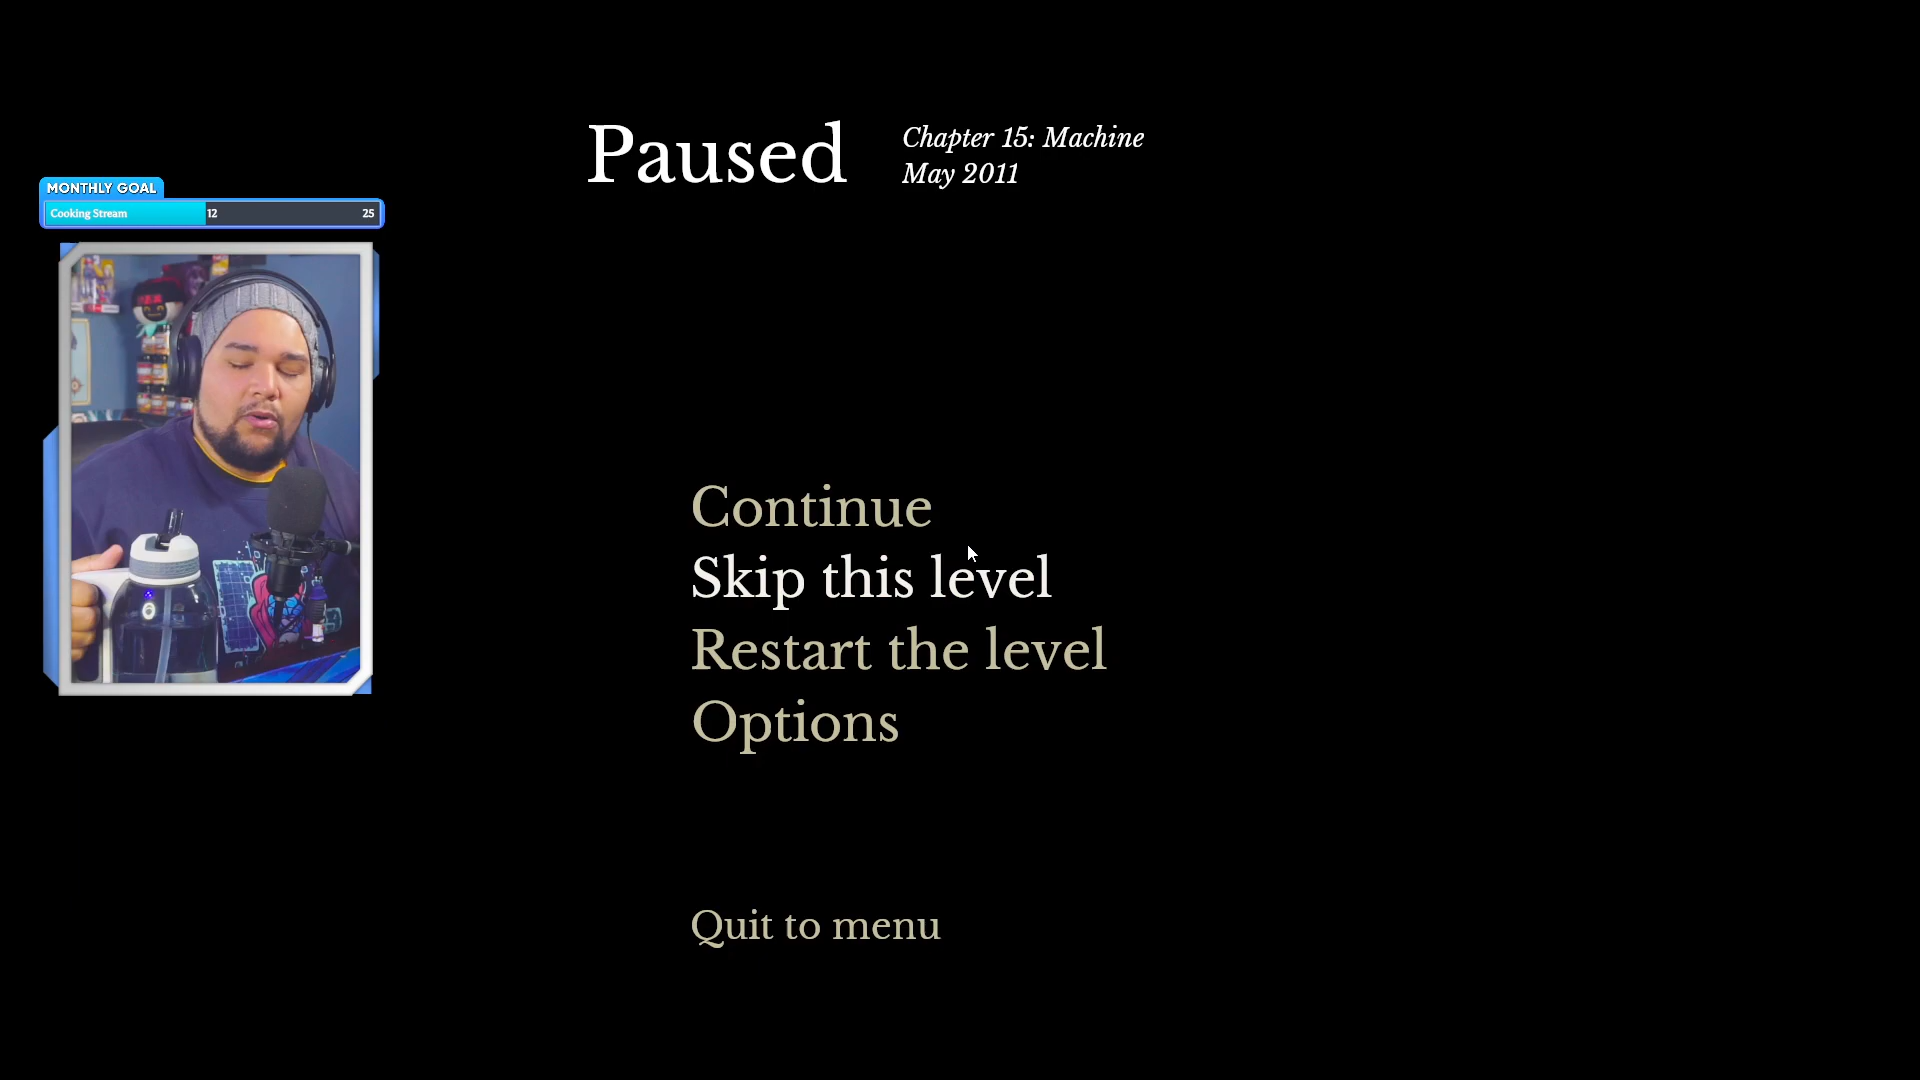 Paused
Chapter 15: Machine
May 2011
MONTHLY GOAL
Cooking Stream 12 25
Continue
Skip this level
Restart the level
Options
Quit to menu